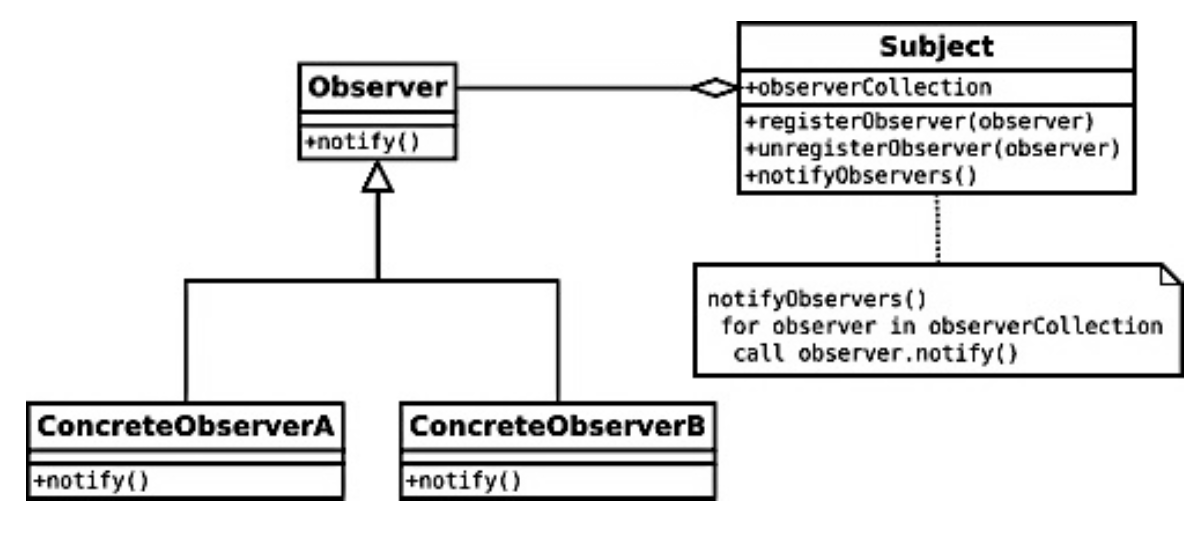 Subject
+observerCollection
+registerObserver(observer)
+unregisterObserver(observer)
+notifyObservers()
Observer
+notify()
notifyObservers()
for observer in observerCollection
call observer.notify()
ConcreteObserverA
+notify()
ConcreteObserverB
+notify()